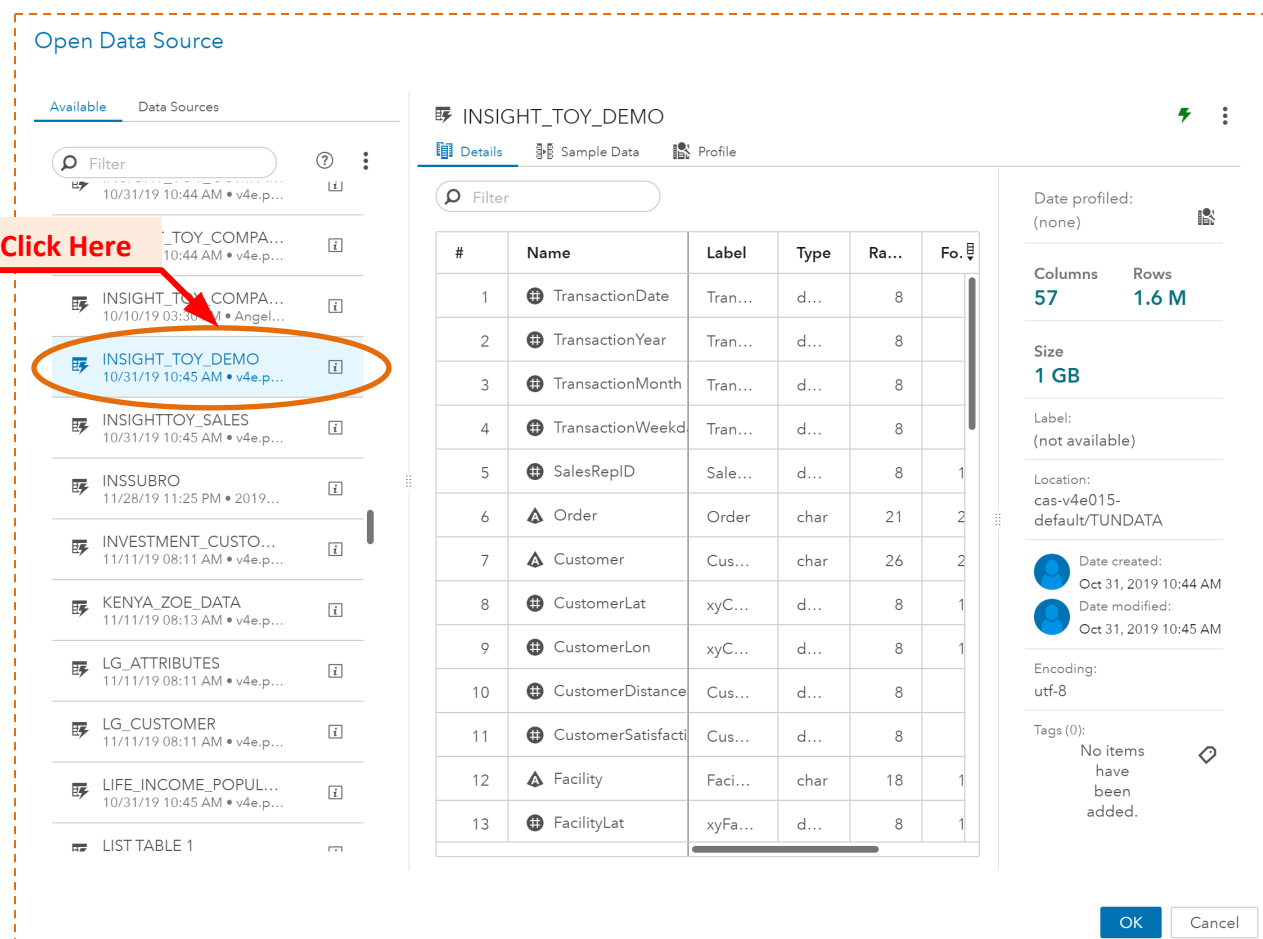 Open Data Source
Available Data Sources
Filter
10/31/19 10:44 AM • v4e.p...
_TOY_COMPA...
10:44 AM • v4e.p...
Click Here
INSIGHT_TOY_COMPA...
10/10/19 03:30 AM • Angel...
INSIGHT_TOY_DEMO
10/31/19 10:45 AM • v4e.p...
INSIGHTTOY_SALES
10/31/19 10:45 AM • v4e.p...
INSSUBRO
11/28/19 11:25 PM • 2019...
INVESTMENT_CUSTO...
11/11/19 08:11 AM • v4e.p...
KENYA_ZOE_DATA
11/11/19 08:13 AM • v4e.p...
LG_ATTRIBUTES
11/11/19 08:11 AM • v4e.p...
LG_CUSTOMER
11/11/19 08:11 AM • v4e.p...
LIFE_INCOME_POPUL...
10/31/19 10:45 AM • v4e.p...
LIST TABLE 1
INSIGHT_TOY_DEMO
Details Sample Data Profile
Filter
# Name Label Type Ra... Fo.
1 TransactionDate Tran... d... 8
2 TransactionYear Tran... d... 8
3 TransactionMonth Tran... d... 8
4 TransactionWeekd Tran... d... 8
5 SalesRepID Sale... d... 8 1
6 Order Order char 21 2
7 Customer Cus... char 26 2
8 CustomerLat xyC... d... 8 1
9 CustomerLon xyC... d... 8 1
10 CustomerDistance Cus... d... 8
11 CustomerSatisfacti Cus... d... 8
12 Facility Faci... char 18 1
13 FacilityLat xyFa... d... 8 1
Date profiled:
(none)
Columns Rows
57 1.6 M
Size
1 GB
Label:
(not available)
Location:
cas-v4e015-
default/TUNDATA
Date created:
Oct 31, 2019 10:44 AM
Date modified:
Oct 31, 2019 10:45 AM
Encoding:
utf-8
Tags (0):
No items
have
been
added.
OK Cancel